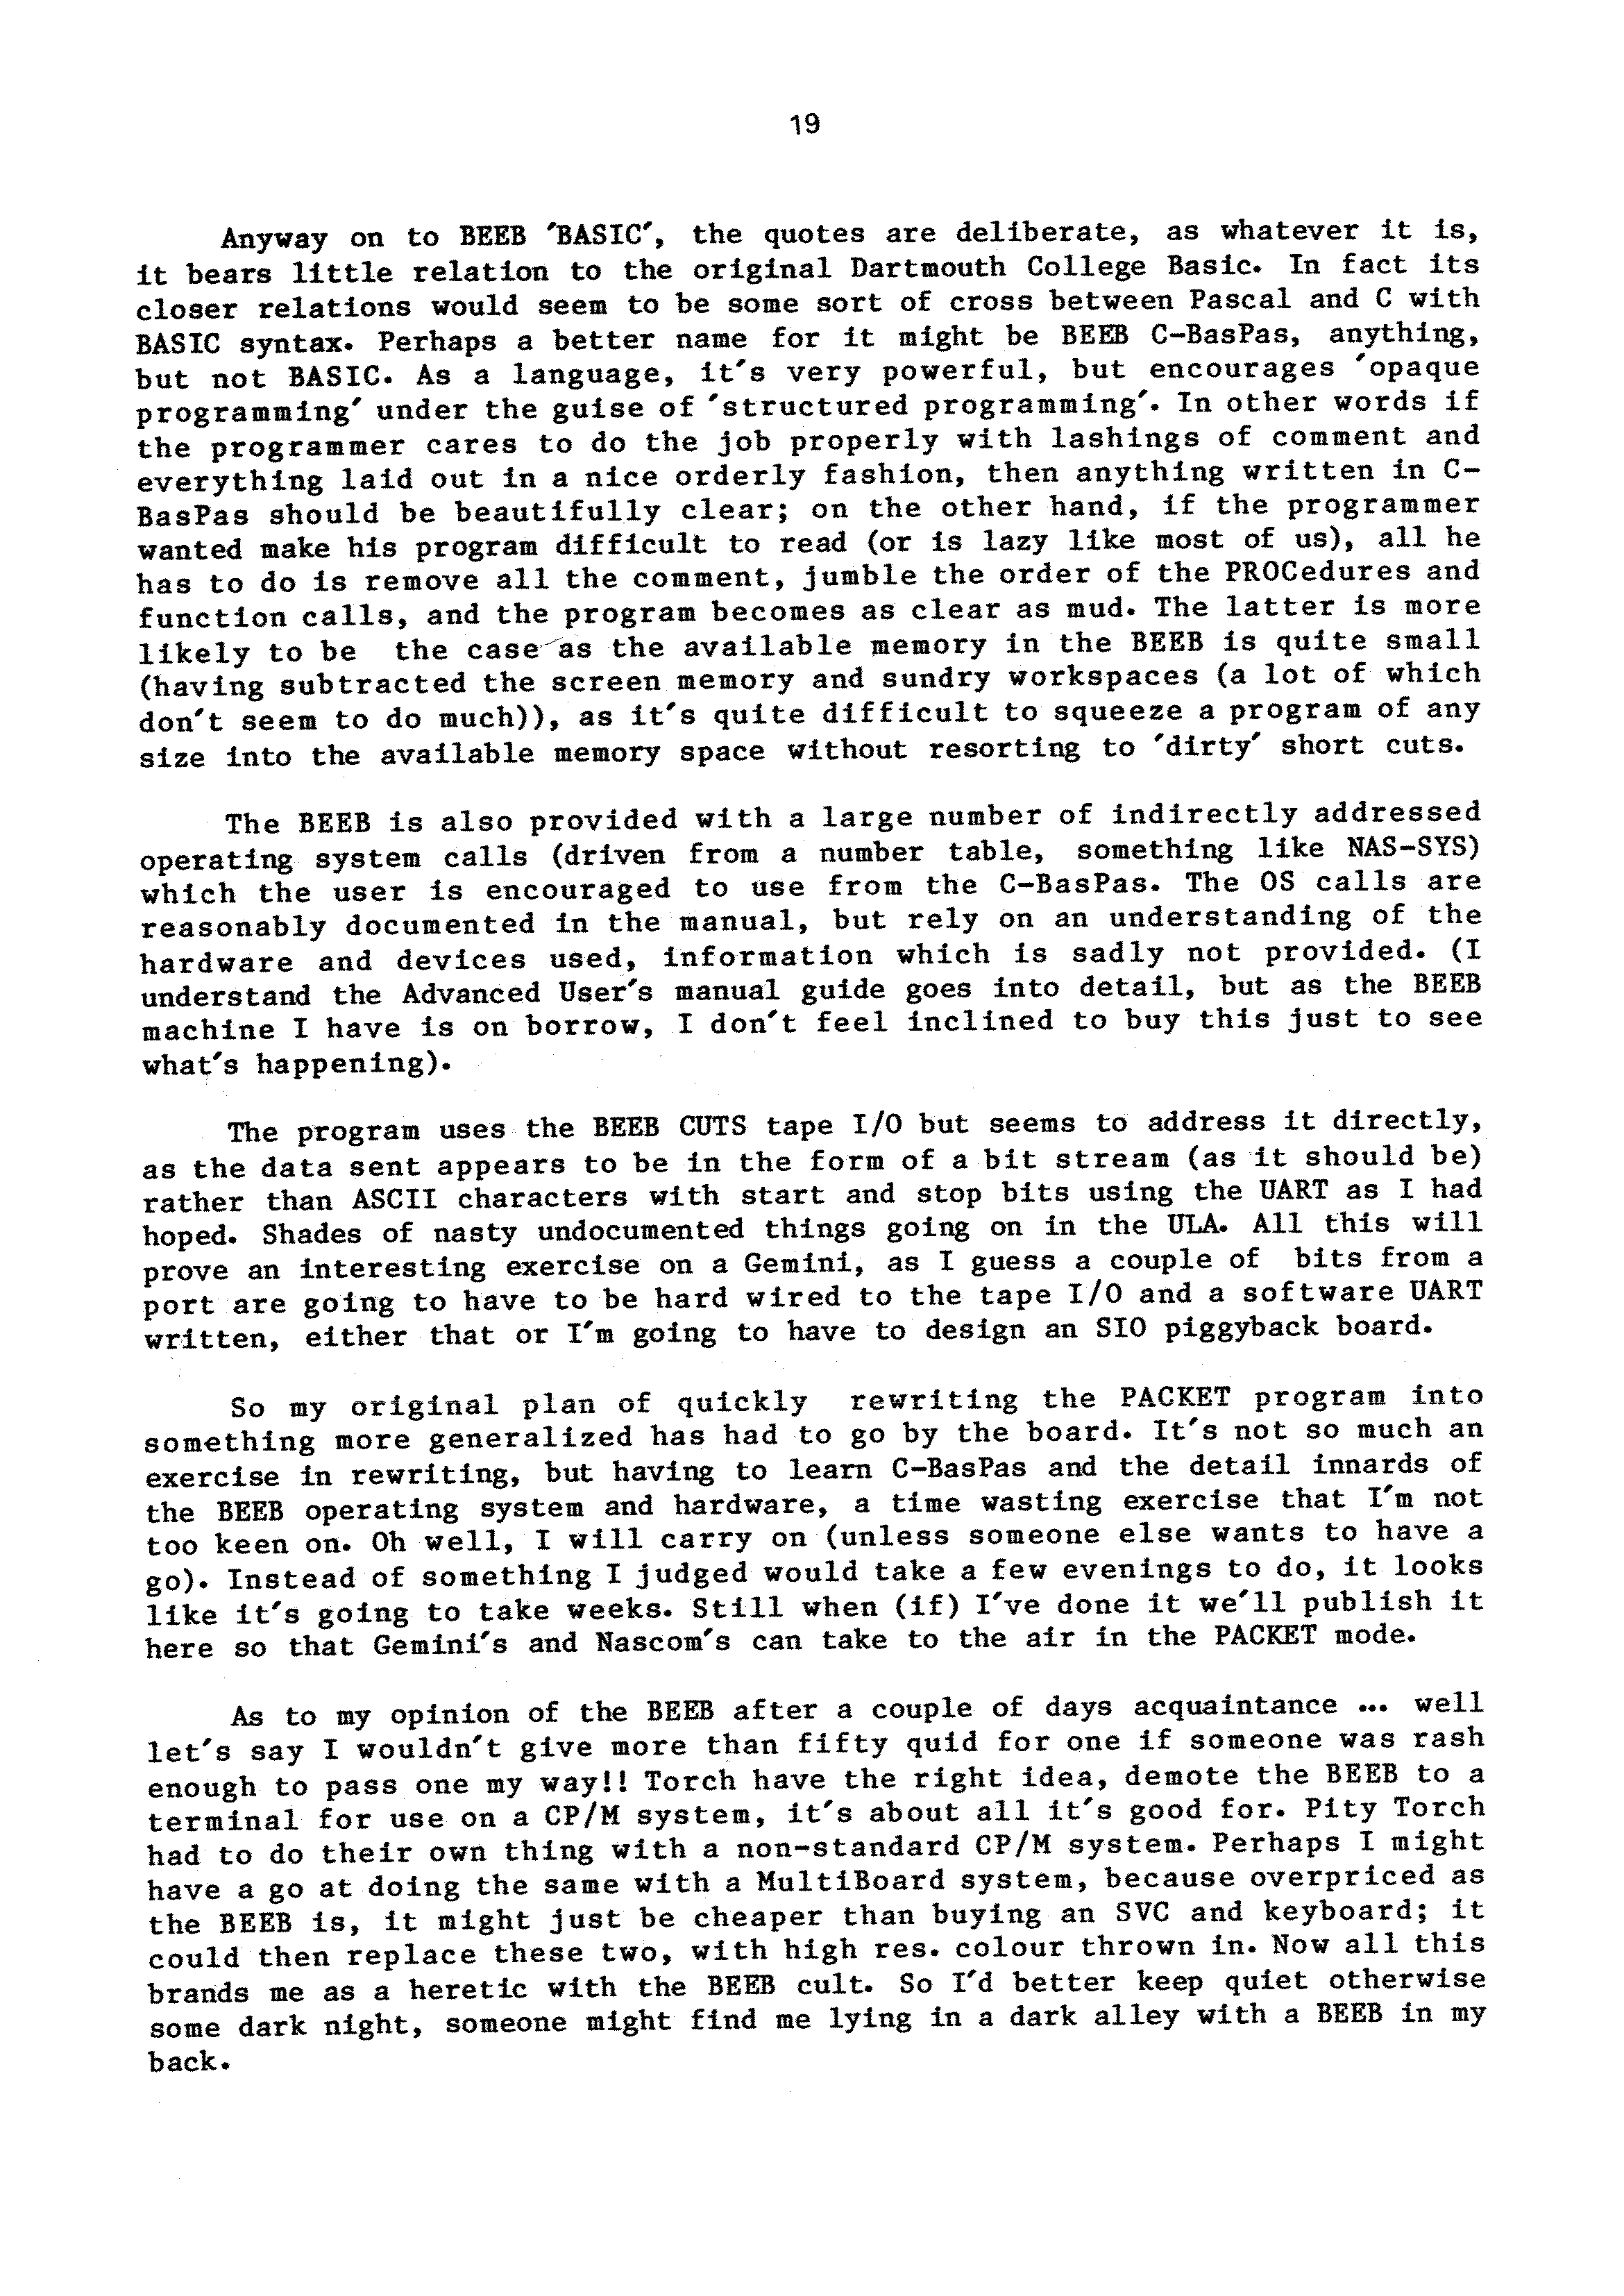 19
Anyway on to BEEB 'BASIC', the quotes are deliberate, as whatever it is,
it bears little relation to the original Dartmouth College Basic. In fact its
closer relations would seem to be some sort of cross between Pascal and C with
BASIC syntax. Perhaps a better name for it might be BEEB C-BasPas, anything,
but not BASIC. As a language, it's very powerful, but encourages 'opaque
programming' under the guise of 'structured programming'. In other words if
the programmer cares to do the job properly with lashings of comment and
everything laid out in a nice orderly fashion, then anything written in C-
BasPas should be beautifully clear; on the other hand, if the programmer
wanted make his program difficult to read (or is lazy like most of us), all he
has to do is remove all the comment, jumble the order of the PROCedures and
function calls, and the program becomes as clear as mud. The latter is more
likely to be the case as the available memory in the BEEB is quite small
(having subtracted the screen memory and sundry workspaces (a lot of which
don't seem to do much)), as it's quite difficult to squeeze a program of any
size into the available memory space without resorting to 'dirty' short cuts.
The BEEB is also provided with a large number of indirectly addressed
operating system calls (driven from a number table, something like NAS-SYS)
which the user is encouraged to use from the C-BasPas. The OS calls are
reasonably documented in the manual, but rely on an understanding of the
hardware and devices used, information which is sadly not provided. (I
understand the Advanced User's manual guide goes into detail, but as the BEEB
machine I have is on borrow, I don't feel inclined to buy this just to see
what's happening).
The program uses the BEEB CUTS tape I/O but seems to address it directly,
as the data sent appears to be in the form of a bit stream (as it should be)
rather than ASCII characters with start and stop bits using the UART as I had
hoped. Shades of nasty undocumented things going on in the ULA. All this will
prove an interesting exercise on a Gemini, as I guess a couple of bits from a
port are going to have to be hard wired to the tape I/O and a software UART
written, either that or I'm going to have to design an SIO piggyback board.
So my original plan of quickly rewriting the PACKET program into
something more generalized has had to go by the board. It's not so much an
exercise in rewriting, but having to learn C-BasPas and the detail innards of
the BEEB operating system and hardware, a time wasting exercise that I'm not
too keen on. Oh well, I will carry on (unless someone else wants to have a
go). Instead of something I judged would take a few evenings to do, it looks
like it's going to take weeks. Still when (if) I've done it we'll publish it
here so that Gemini's and Nascom's can take to the air in the PACKET mode.
As to my opinion of the BEEB after a couple of days acquaintance ... well
let's say I wouldn't give more than fifty quid for one if someone was rash
enough to pass one my way!! Torch have the right idea, demote the BEEB to a
terminal for use on a CP/M system, it's about all it's good for. Pity Torch
had to do their own thing with a non-standard CP/M system. Perhaps I might
have a go at doing the same with a MultiBoard system, because overpriced as
the BEEB is, it might just be cheaper than buying an SVC and keyboard; it
could then replace these two, with high res. colour thrown in. Now all this
brands me as a heretic with the BEEB cult. So I'd better keep quiet otherwise
some dark night, someone might find me lying in a dark alley with a BEEB in my
back.